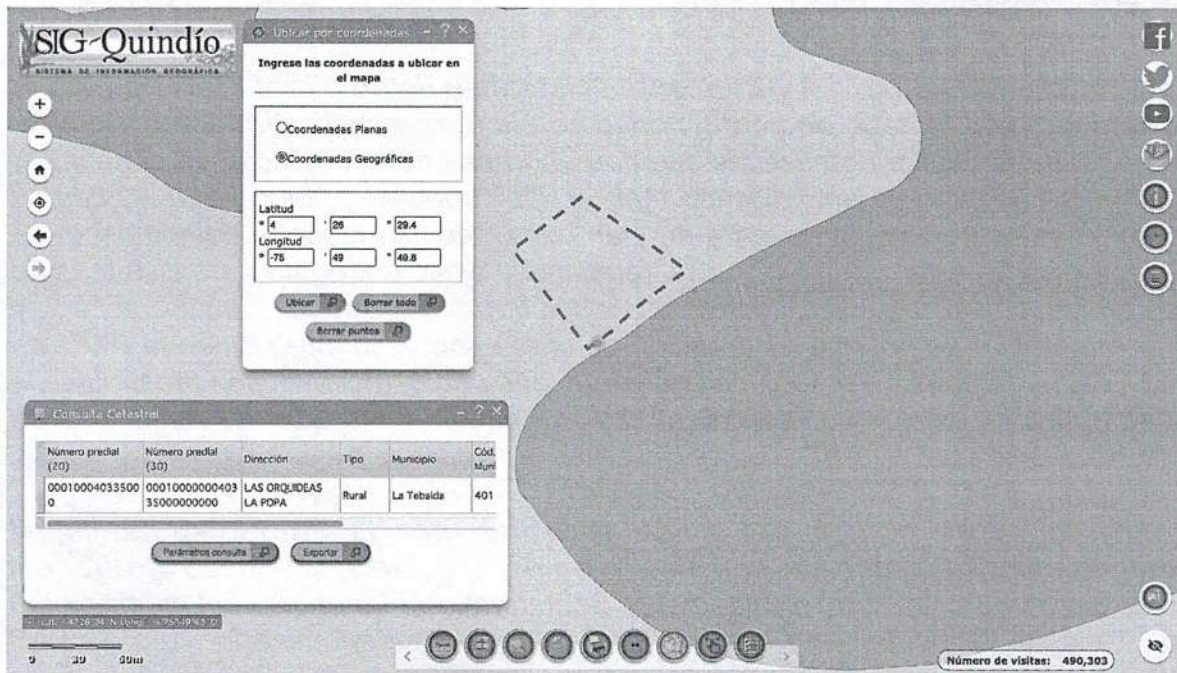 SIG-Quindío
SISTEMA DE INFORMACIÓN GEOGRÁFICA
Ubicar por coordenadas
Ingrese las coordenadas a ubicar en
el mapa
Coordenadas Planas
Coordenadas Geográficas
Latitud
° 4 ' 26 " 29.4
Longitud
° -75 ' 49 " 49.8
Ubicar
Borrar todo
Borrar puntos
Consulta Catastral
Número predial
(20)
Número predial
(30)
Dirección
Tipo
Municipio
Cód.
Muni
00010004033500
0
00010000000403
35000000000
LAS ORQUIDEAS
LA POPA
Rural
La Tebaida
401
Parámetros consulta
Exportar
0 30 60m
Número de visitas: 490,303